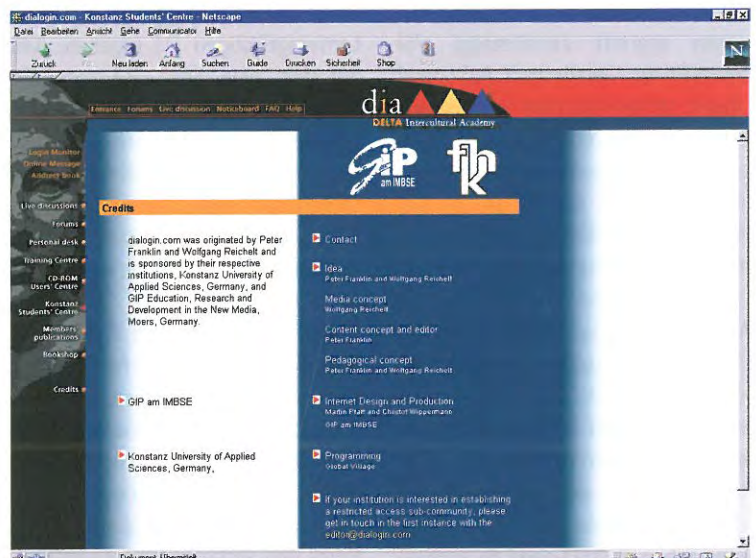 dialogin.com - Konstanz Students' Centre - Netscape
Datei Bearbeiten Ansicht Gehe Communicator Hilfe
Zurück Neu laden Anfang Suchen Guide Drucken Sicherheit Shop
N
dia
DELTA Intercultural Academy
Entrance Forums Live discussion Noticeboard FAQ Help
GiP
am IMBSE
fhk
Login Monitor
Online Message
Address Book
Live discussions
Forums
Personal desk
Training Centre
CD-ROM
Users' Centre
Konstanz
Students' Centre
Members'
publications
Bookshop
Credits
Credits
dialogin.com was originated by Peter
Franklin and Wolfgang Reichelt and
is sponsored by their respective
institutions, Konstanz University of
Applied Sciences, Germany, and
GIP Education, Research and
Development in the New Media,
Moers, Germany.
GIP am IMBSE
Konstanz University of Applied
Sciences, Germany,
Contact
Idea
Peter Franklin and Wolfgang Reichelt
Media concept
Wolfgang Reichelt
Content concept and editor
Peter Franklin
Pedagogical concept
Peter Franklin and Wolfgang Reichelt
Internet Design and Production
Martin Pfaff and Christof Wippermann
GIP am IMBSE
Programming
Global Village
If your institution is interested in establishing
a restricted access sub-community, please
get in touch in the first instance with the
editor@dialogin.com
Dokument: Übermittelt